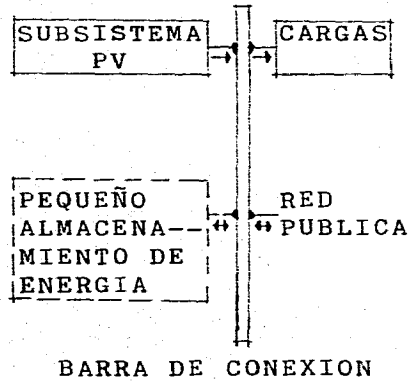 SUBSISTEMA
PV
CARGAS
PEQUEÑO
ALMACENA--
MIENTO DE
ENERGIA
RED
PUBLICA
BARRA DE CONEXION